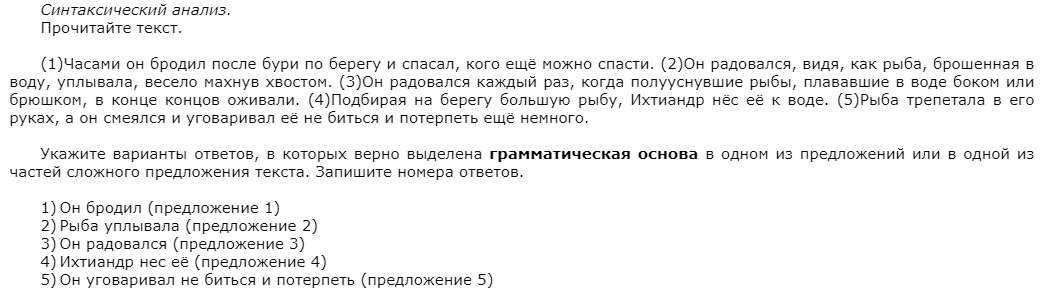 Синтаксический анализ.
Прочитайте текст.
(1)Часами он бродил после бури по берегу и спасал, кого ещё можно спасти. (2)Он радовался, видя, как рыба, брошенная в
воду, уплывала, весело махнув хвостом. (3)Он радовался каждый раз, когда полууснувшие рыбы, плававшие в воде боком или
брюшком, в конце концов оживали. (4)Подбирая на берегу большую рыбу, Ихтиандр нёс её к воде. (5)Рыба трепетала в его
руках, а он смеялся и уговаривал её не биться и потерпеть ещё немного.
Укажите варианты ответов, в которых верно выделена грамматическая основа в одном из предложений или в одной из
частей сложного предложения текста. Запишите номера ответов.
1) Он бродил (предложение 1)
2) Рыба уплывала (предложение 2)
3) Он радовался (предложение 3)
4) Ихтиандр нес её (предложение 4)
5) Он уговаривал не биться и потерпеть (предложение 5)